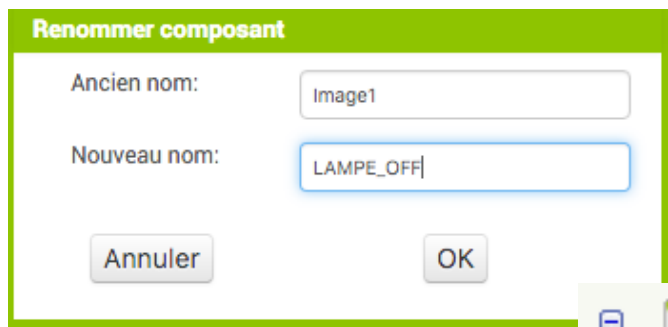 Renommer composant
Ancien nom: Image1
Nouveau nom: LAMPE_OFF
Annuler OK